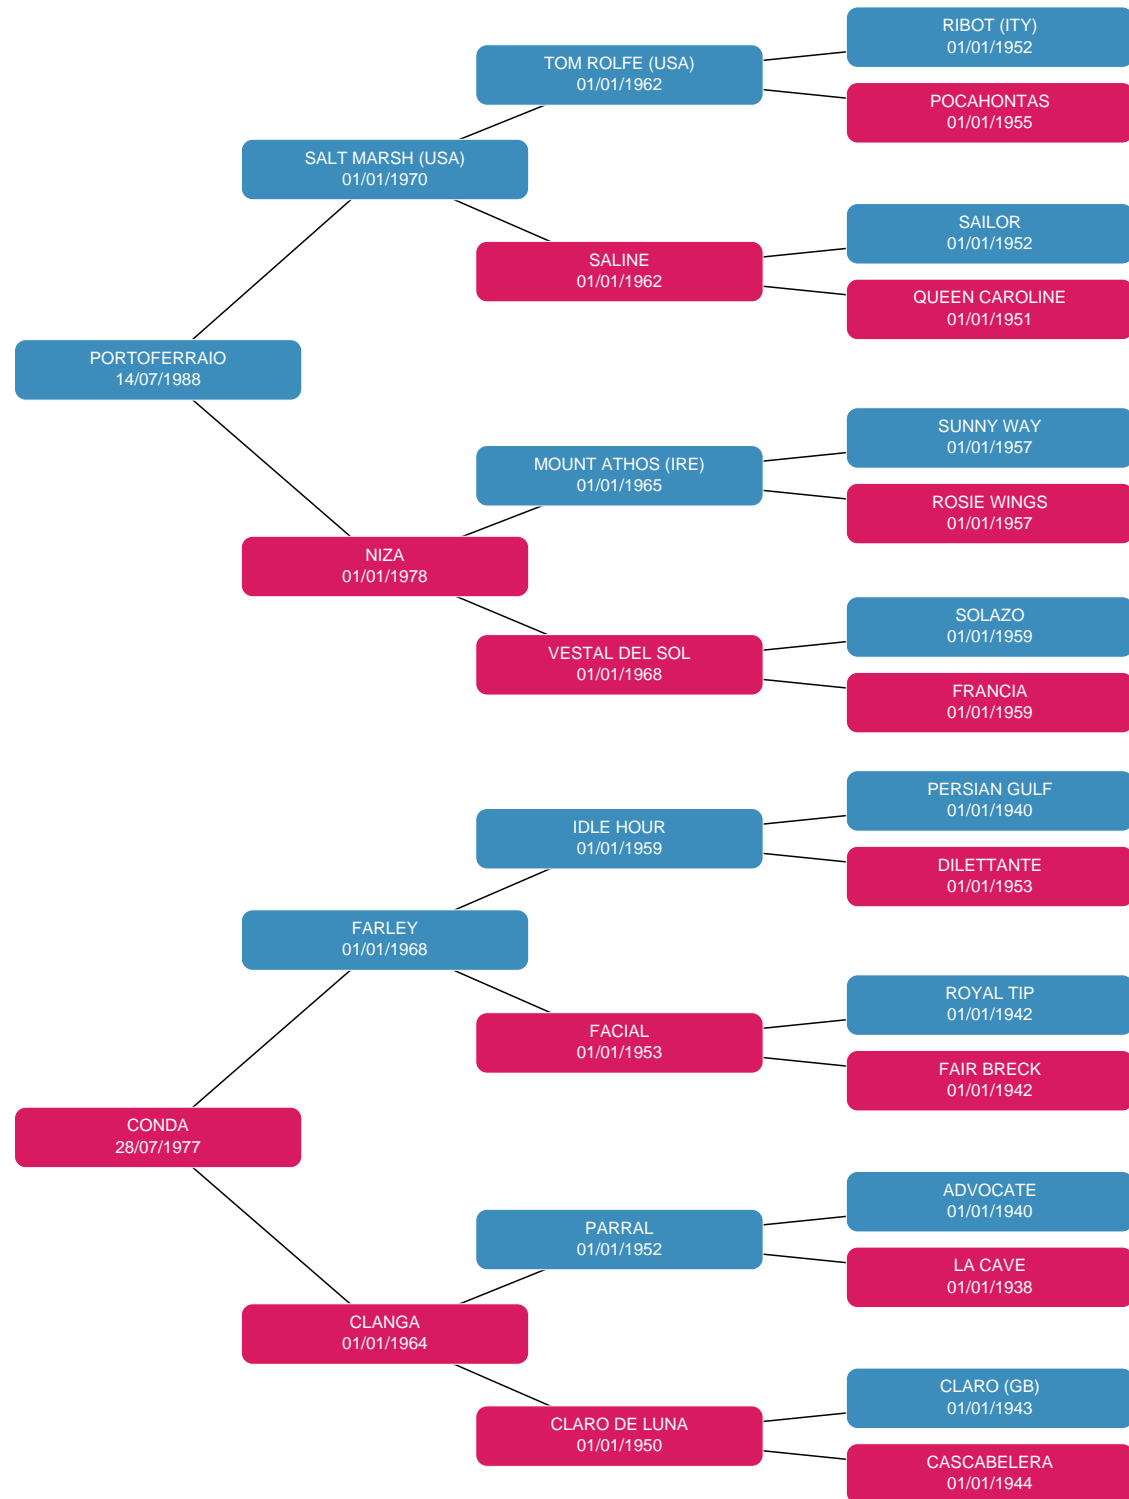 RIBOT (ITY)
01/01/1952
TOM ROLFE (USA)
01/01/1962
POCAHONTAS
01/01/1955
SALT MARSH (USA)
01/01/1970
SAILOR
01/01/1952
SALINE
01/01/1962
QUEEN CAROLINE
01/01/1951
PORTOFERRAIO
14/07/1988
SUNNY WAY
01/01/1957
MOUNT ATHOS (IRE)
01/01/1965
ROSIE WINGS
01/01/1957
NIZA
01/01/1978
SOLAZO
01/01/1959
VESTAL DEL SOL
01/01/1968
FRANCIA
01/01/1959
PERSIAN GULF
01/01/1940
IDLE HOUR
01/01/1959
DILETTANTE
01/01/1953
FARLEY
01/01/1968
ROYAL TIP
01/01/1942
FACIAL
01/01/1953
FAIR BRECK
01/01/1942
CONDA
28/07/1977
ADVOCATE
01/01/1940
PARRAL
01/01/1952
LA CAVE
01/01/1938
CLANGA
01/01/1964
CLARO (GB)
01/01/1943
CLARO DE LUNA
01/01/1950
CASCABELERA
01/01/1944